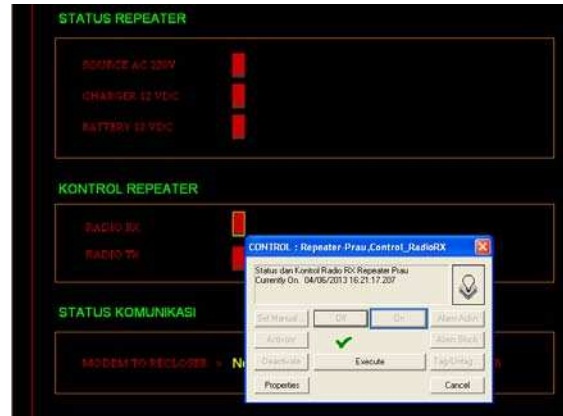 STATUS REPEATER
SOURCE AC 220V
CHARGER 12 VDC
BATTERY 12 VDC
KONTROL REPEATER
RADIO RX
RADIO TX
CONTROL : Repeater-Prau,Control_RadioRX
Status dan Kontrol Radio RX Repeater Prau
Currently On 04/06/2013 16:21:17.207
Set Manual... Off On Alarm Ackn
Activate Alarm Block
Deactivate Execute Tag/Untag...
Properties Cancel
STATUS KOMUNIKASI
MODEM TO RECLOSER